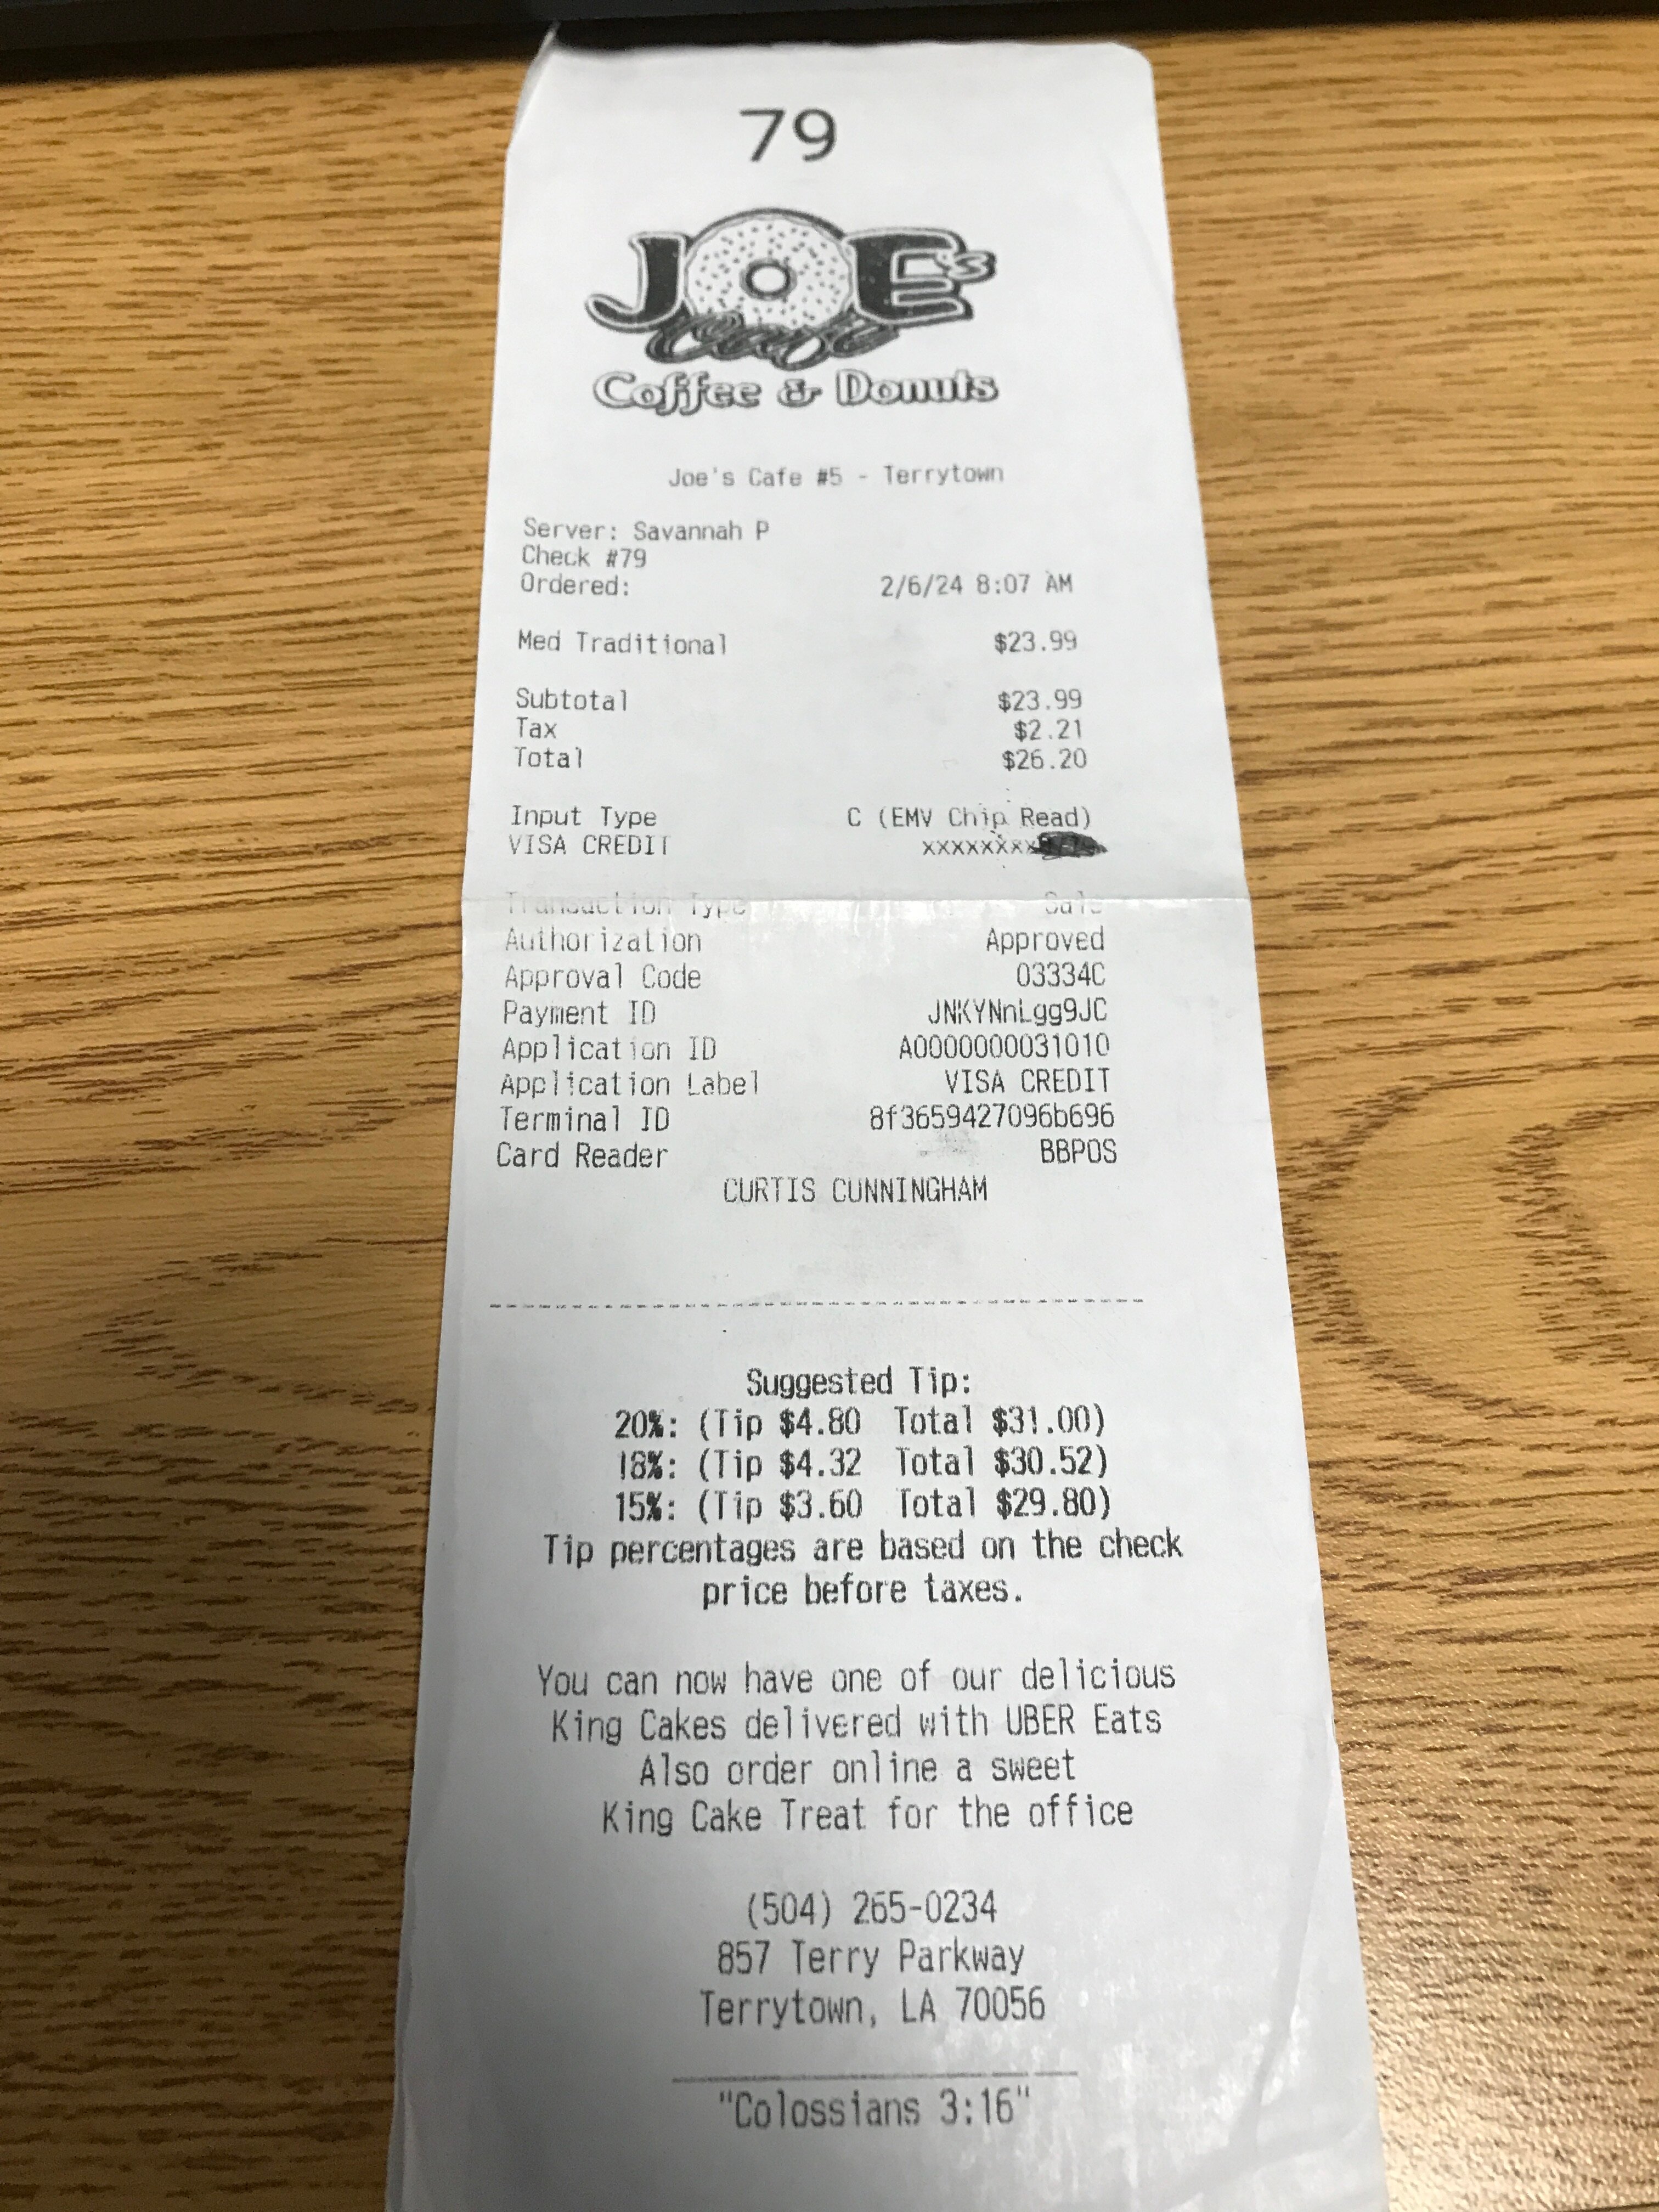 79
JOE's
Cafe
Coffee & Donuts
Joe's Cafe #5 - Terrytown
Server: Savannah P
Check #79
Ordered: 2/6/24 8:07 AM
Med Traditional $23.99
Subtotal $23.99
Tax $2.21
Total $26.20
Input Type C (EMV Chip Read)
VISA CREDIT xxxxxxxx
Transaction Type Sale
Authorization Approved
Approval Code 03334C
Payment ID JNKYNnLgg9JC
Application ID A0000000031010
Application Label VISA CREDIT
Terminal ID 8f3659427096b696
Card Reader BBPOS
CURTIS CUNNINGHAM
Suggested Tip:
20%: (Tip $4.80 Total $31.00)
18%: (Tip $4.32 Total $30.52)
15%: (Tip $3.60 Total $29.80)
Tip percentages are based on the check
price before taxes.
You can now have one of our delicious
King Cakes delivered with UBER Eats
Also order online a sweet
King Cake Treat for the office
(504) 265-0234
857 Terry Parkway
Terrytown, LA 70056
"Colossians 3:16"